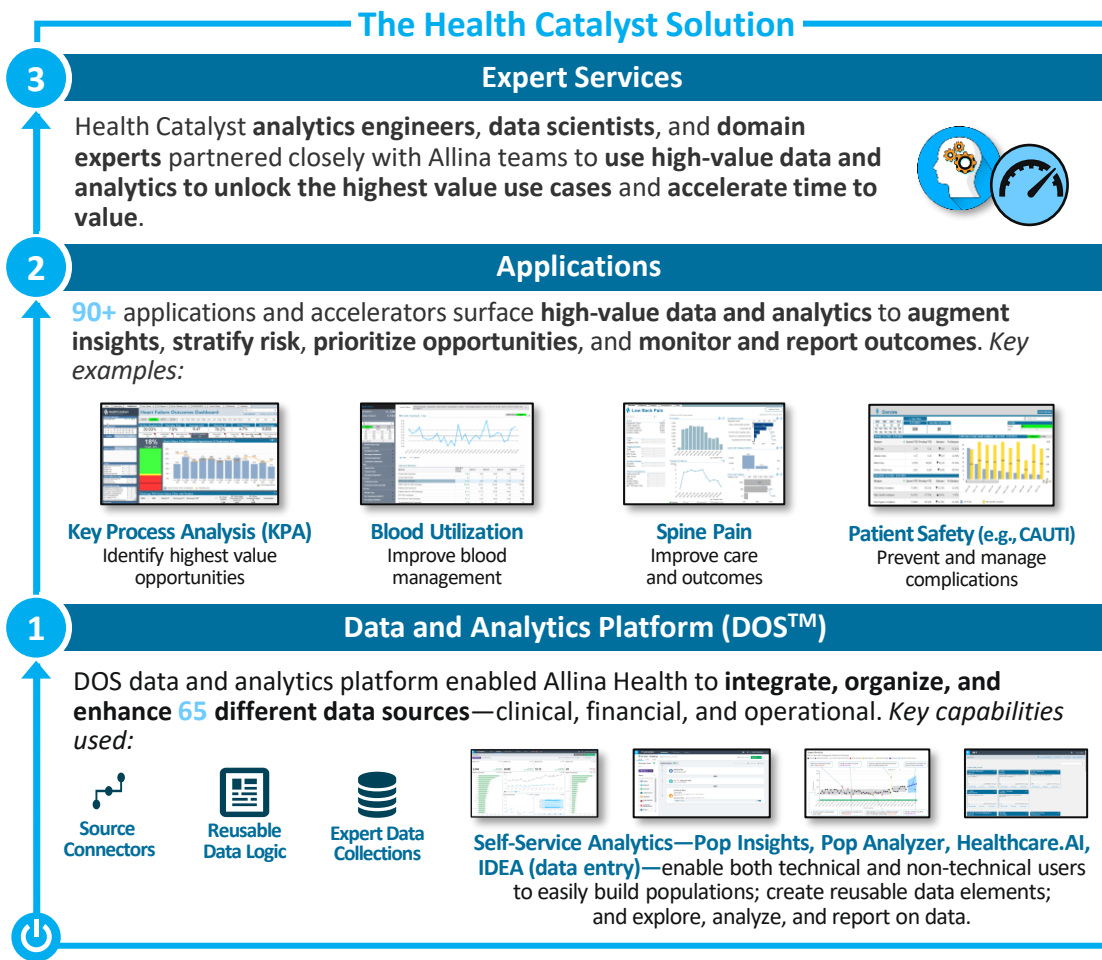 The Health Catalyst Solution
3
Expert Services
Health Catalyst analytics engineers, data scientists, and domain
experts partnered closely with Allina teams to use high-value data and
analytics to unlock the highest value use cases and accelerate time to
value.
2
Applications
90+ applications and accelerators surface high-value data and analytics to augment
insights, stratify risk, prioritize opportunities, and monitor and report outcomes. Key
examples:
Heart Failure Outcomes Dashboard
18%
Low Back Pain
Key Process Analysis (KPA)
Identify highest value
opportunities
Blood Utilization
Improve blood
management
Spine Pain
Improve care
and outcomes
Patient Safety (e.g., CAUTI)
Prevent and manage
complications
1
Data and Analytics Platform (DOS™)
DOS data and analytics platform enabled Allina Health to integrate, organize, and
enhance 65 different data sources—clinical, financial, and operational. Key capabilities
used:
Source
Connectors
Reusable
Data Logic
Expert Data
Collections
Self-Service Analytics—Pop Insights, Pop Analyzer, Healthcare.AI,
IDEA (data entry)—enable both technical and non-technical users
to easily build populations; create reusable data elements;
and explore, analyze, and report on data.